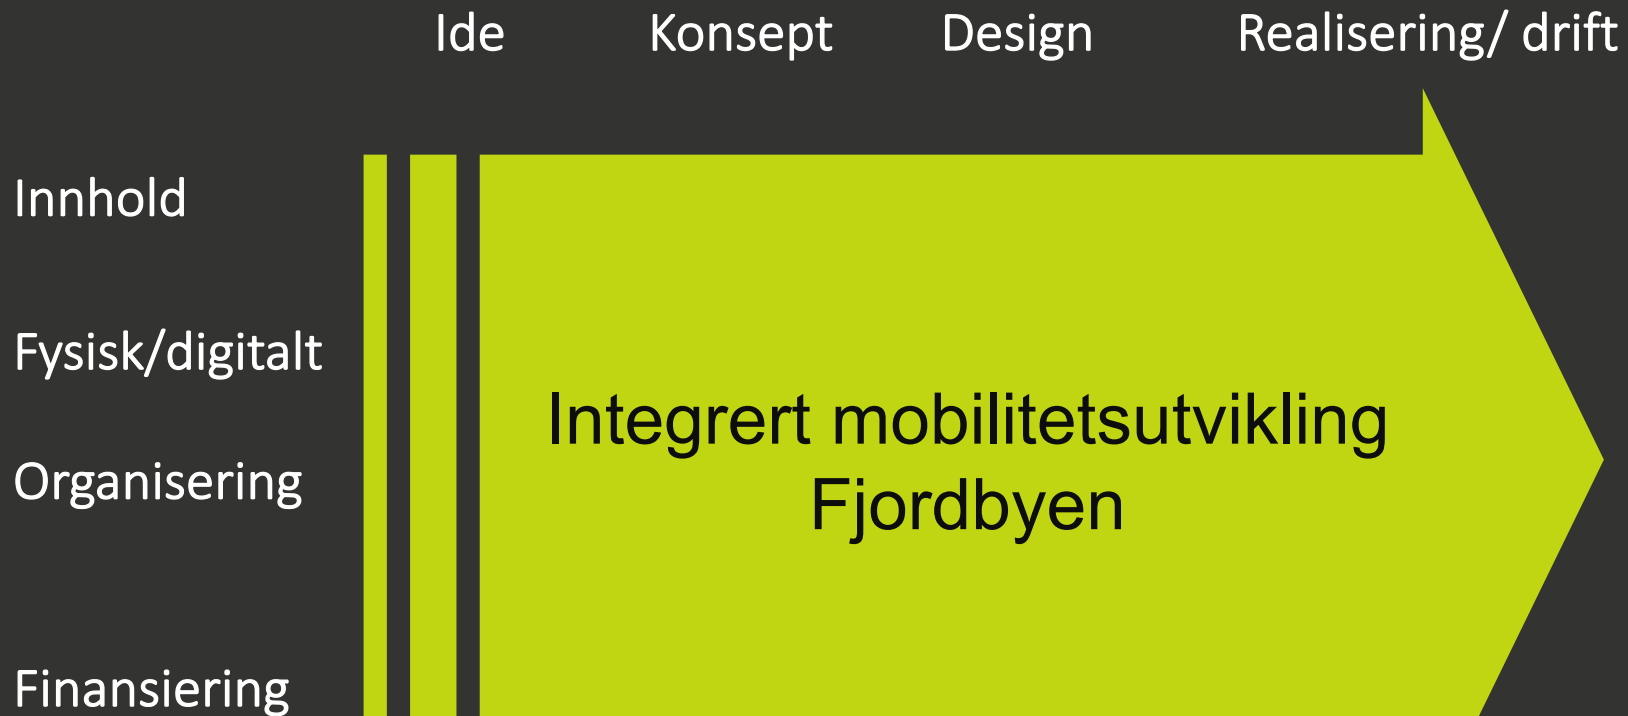 Ide Konsept Design Realisering/ drift
Innhold
Fysisk/digitalt
Integrert mobilitetsutvikling
Organisering
Fjordbyen
Finansiering